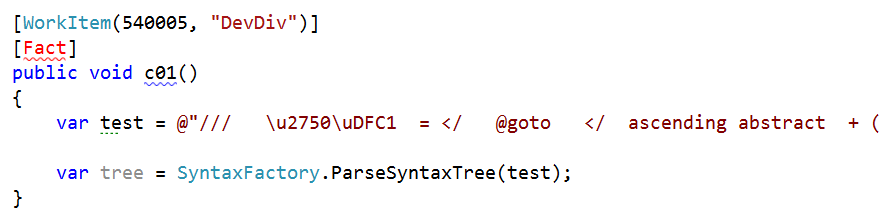 [WorkItem(540005, "DevDiv")]
[Fact]
public void c01()
{
    var test = @"///   \u2750\uDFC1  = </   @goto   </  ascending abstract  + (

    var tree = SyntaxFactory.ParseSyntaxTree(test);
}